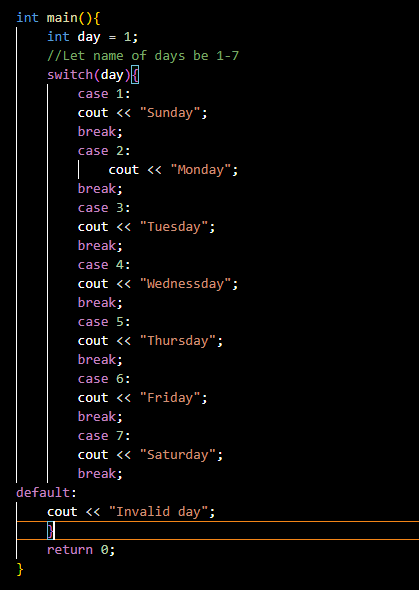 int main(){
    int day = 1;
    //Let name of days be 1-7
    switch(day){
        case 1:
        cout << "Sunday";
        break;
        case 2:
            cout << "Monday";
        break;
        case 3:
        cout << "Tuesday";
        break;
        case 4:
        cout << "Wednessday";
        break;
        case 5:
        cout << "Thursday";
        break;
        case 6:
        cout << "Friday";
        break;
        case 7:
        cout << "Saturday";
        break;
default:
    cout << "Invalid day";
    }
    return 0;
}